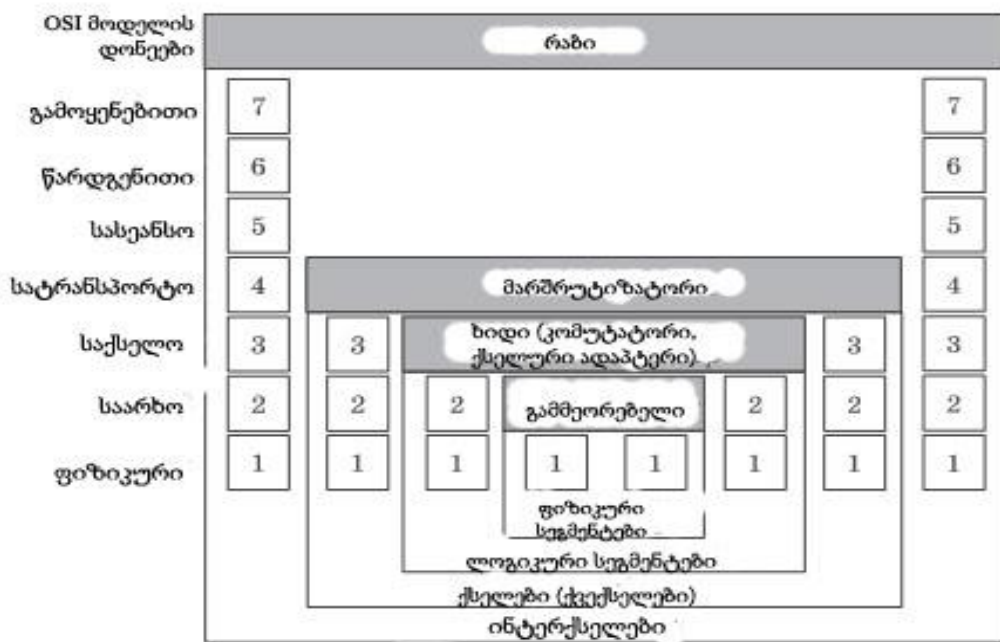 OSI მოდელის
დონეები
რაბი
გამოყენებითი 7 7
წარდგენითი 6 6
სასეანსო 5 5
სატრანსპორტო 4 მარშრუტიზატორი 4
საქსელო 3 3 ხიდი (კომუტატორი, ქსელური ადაპტერი) 3 3
საარხო 2 2 2 გამმეორებელი 2 2 2
ფიზიკური 1 1 1 1 1 1 1 1
ფიზიკური
სეგმენტები
ლოგიკური სეგმენტები
ქსელები (ქვექსელები)
ინტერქსელები